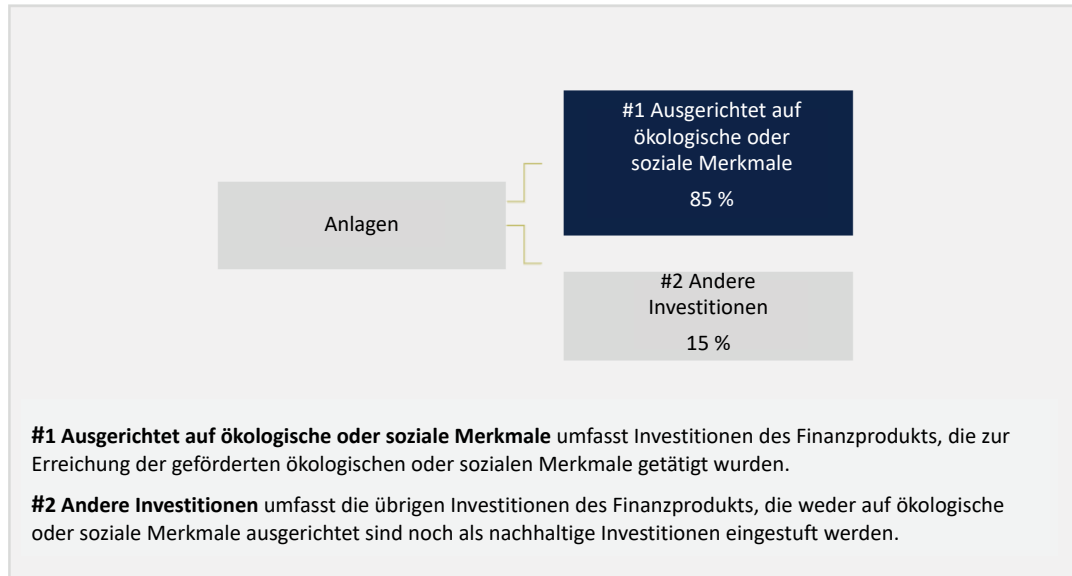 #1 Ausgerichtet auf
ökologische oder
soziale Merkmale
85 %
Anlagen
#2 Andere
Investitionen
15 %
#1 Ausgerichtet auf ökologische oder soziale Merkmale umfasst Investitionen des Finanzprodukts, die zur
Erreichung der geförderten ökologischen oder sozialen Merkmale getätigt wurden.
#2 Andere Investitionen umfasst die übrigen Investitionen des Finanzprodukts, die weder auf ökologische
oder soziale Merkmale ausgerichtet sind noch als nachhaltige Investitionen eingestuft werden.